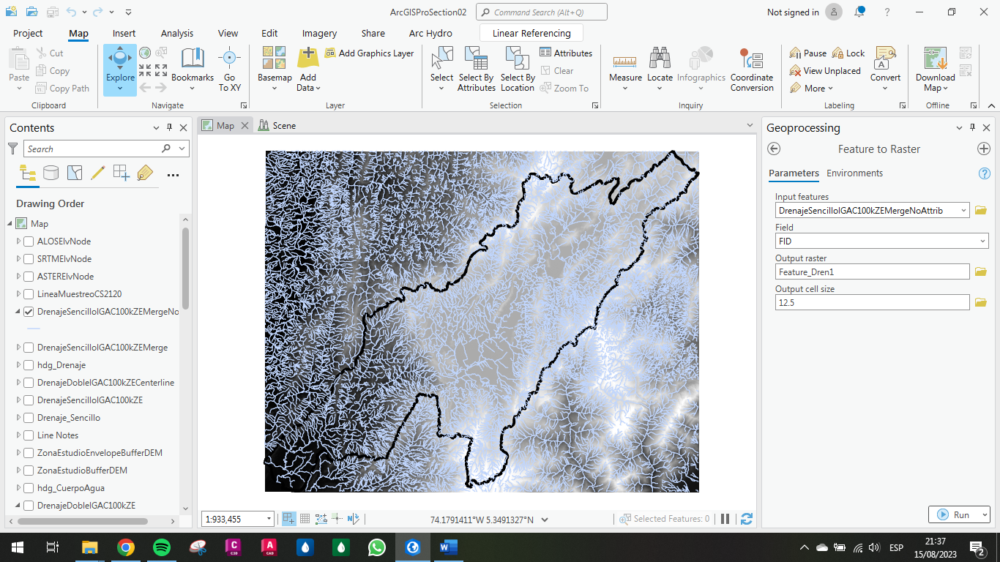 ArcGISProSection02
Command Search (Alt+Q)
Not signed in
?
Project
Map
Insert
Analysis
View
Edit
Imagery
Share
Arc Hydro
Linear Referencing
Paste
Cut
Copy
Copy Path
Clipboard
Explore
Bookmarks
Go
To XY
Navigate
Basemap
Add
Data
Add Graphics Layer
Layer
Select
Select By
Attributes
Select By
Location
Attributes
Clear
Zoom To
Selection
Measure
Locate
Infographics
Coordinate
Conversion
Inquiry
Pause
Lock
View Unplaced
More
Convert
Labeling
Download
Map
Offline
Contents
Search
Drawing Order
Map
ALOSElvNode
SRTMElvNode
ASTERElvNode
LineaMuestreoCS2120
DrenajeSencilloIGAC100kZEMergeNo
DrenajeSencilloIGAC100kZEMerge
hdg_Drenaje
DrenajeDobleIGAC100kZECenterline
DrenajeSencilloIGAC100kZE
Drenaje_Sencillo
Line Notes
ZonaEstudioEnvelopeBufferDEM
ZonaEstudioBufferDEM
hdg_CuerpoAgua
DrenajeDobleIGAC100kZE
Map
Scene
1:933,455
74.1791411°W 5.3491327°N
Selected Features: 0
Geoprocessing
Feature to Raster
Parameters
Environments
?
Input features
DrenajeSencilloIGAC100kZEMergeNoAttrib
Field
FID
Output raster
Feature_Dren1
Output cell size
12.5
Run
C
C3D
A
CAD
W
ESP
21:37
15/08/2023
2